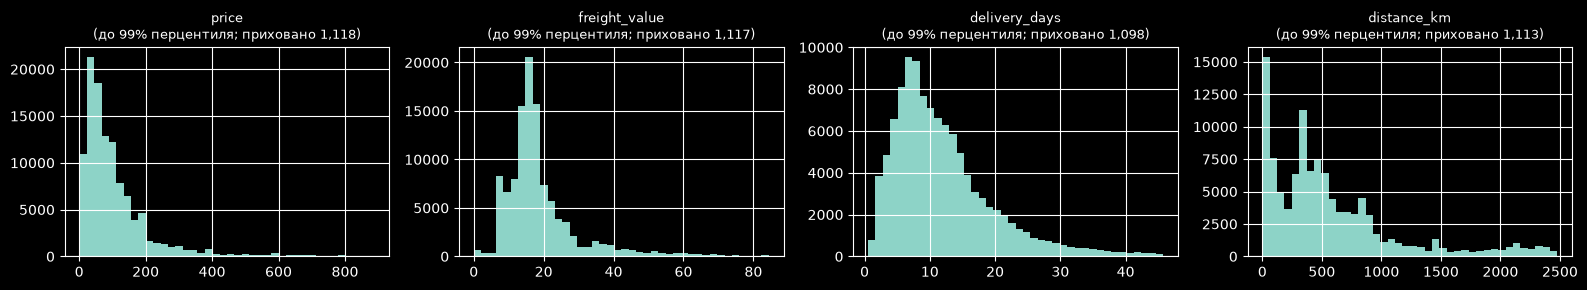 price
(до 99% перцентиля; приховано 1,118)
20000
15000
10000
5000
0
0 200 400 600 800
freight_value
(до 99% перцентиля; приховано 1,117)
20000
15000
10000
5000
0
0 20 40 60 80
delivery_days
(до 99% перцентиля; приховано 1,098)
10000
8000
6000
4000
2000
0
0 10 20 30 40
distance_km
(до 99% перцентиля; приховано 1,113)
15000
12500
10000
7500
5000
2500
0
0 500 1000 1500 2000 2500